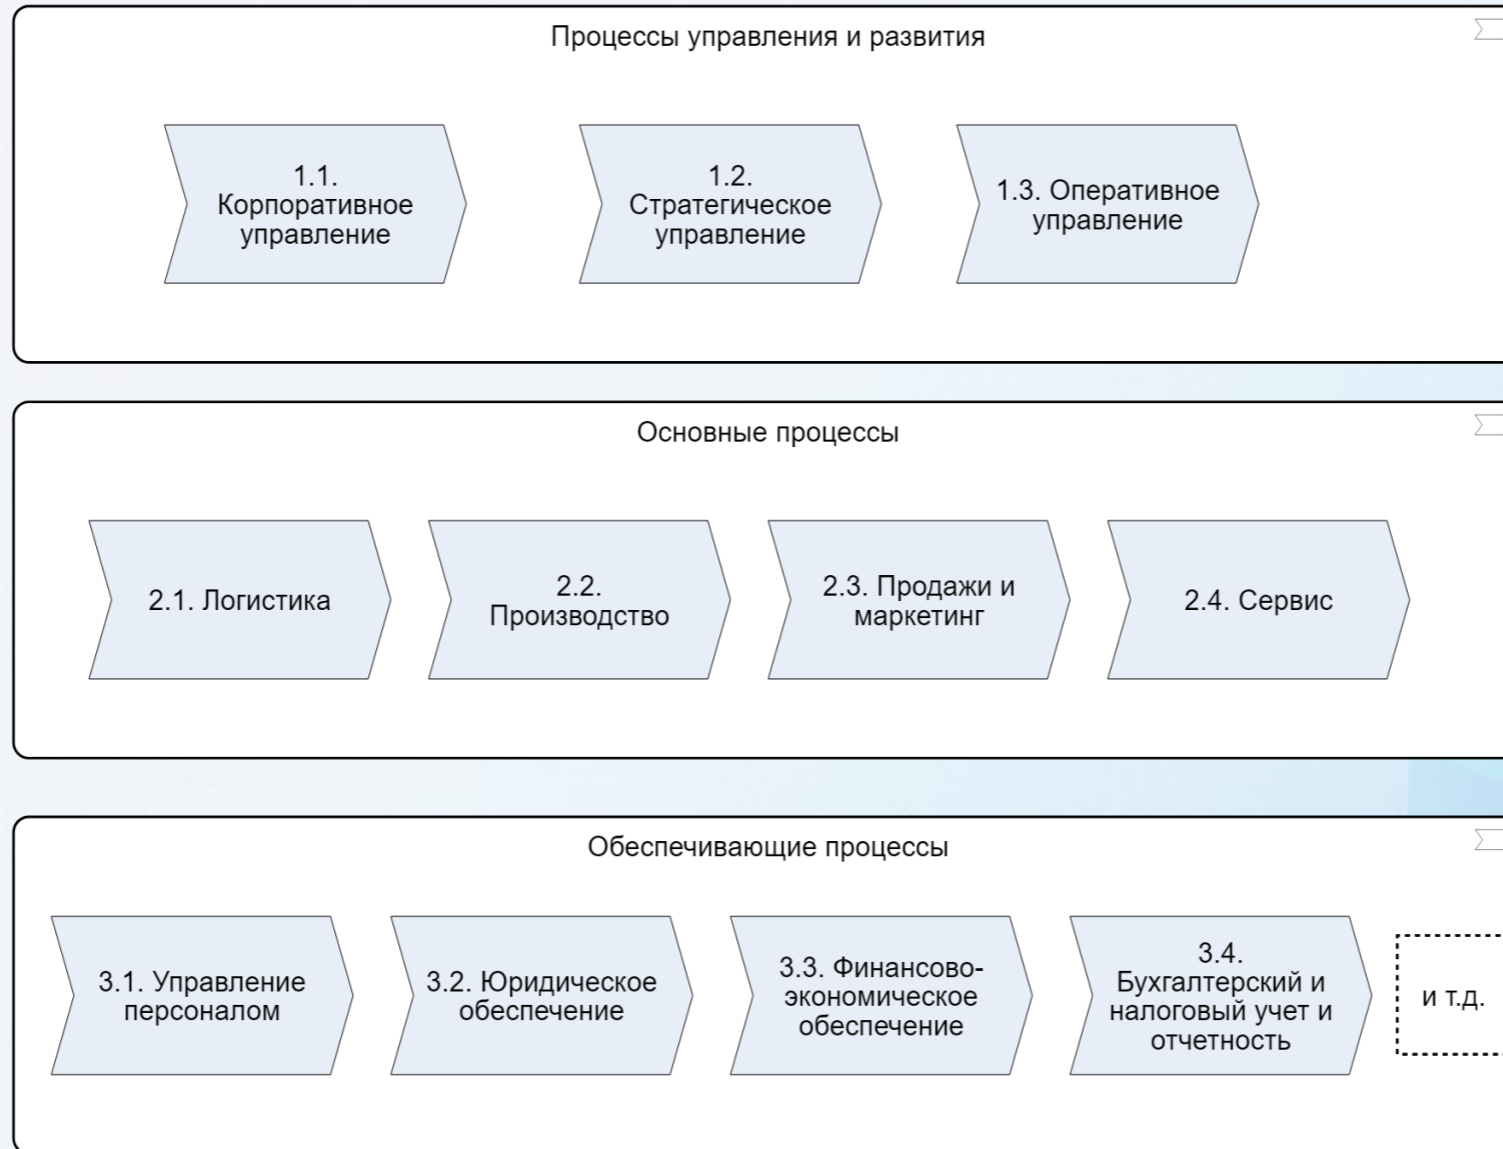 Процессы управления и развития
1.1.
Корпоративное
управление
1.2.
Стратегическое
управление
1.3. Оперативное
управление
Основные процессы
2.1. Логистика
2.2.
Производство
2.3. Продажи и
маркетинг
2.4. Сервис
Обеспечивающие процессы
3.1. Управление
персоналом
3.2. Юридическое
обеспечение
3.3. Финансово-
экономическое
обеспечение
3.4.
Бухгалтерский и
налоговый учет и
отчетность
и т.д.